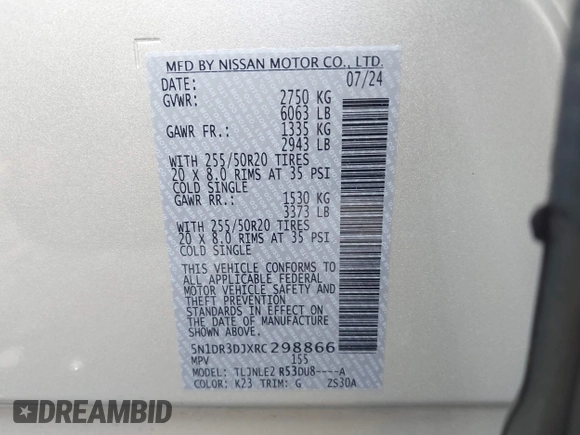 MFD BY NISSAN MOTOR CO., LTD.
DATE: 07/24
GVWR: 2750 KG
6063 LB
GAWR FR.: 1335 KG
2943 LB
WITH 255/50R20 TIRES
20 X 8.0 RIMS AT 35 PSI
COLD SINGLE
GAWR RR.: 1530 KG
3373 LB
WITH 255/50R20 TIRES
20 X 8.0 RIMS AT 35 PSI
COLD SINGLE
THIS VEHICLE CONFORMS TO
ALL APPLICABLE FEDERAL
MOTOR VEHICLE SAFETY AND
THEFT PREVENTION
STANDARDS IN EFFECT ON
THE DATE OF MANUFACTURE
SHOWN ABOVE.
5N1DR3DJXRC298866
MPV 155
MODEL: TLJNLE2 R53DU8----A
COLOR: K23 TRIM: G ZS30A
DREAMBID